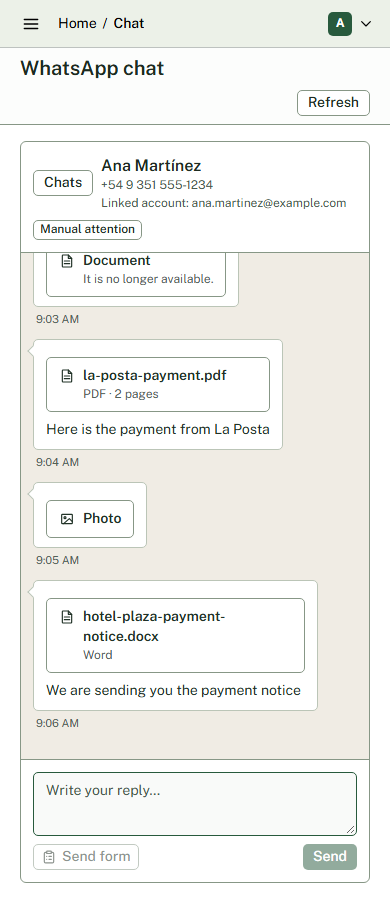 Home / Chat
A
WhatsApp chat
Refresh
Chats
Ana Martínez
+54 9 351 555-1234
Linked account: ana.martinez@example.com
Manual attention
Document
It is no longer available.
9:03 AM
la-posta-payment.pdf
PDF · 2 pages
Here is the payment from La Posta
9:04 AM
Photo
9:05 AM
hotel-plaza-payment-
notice.docx
Word
We are sending you the payment notice
9:06 AM
Write your reply...
Send form
Send